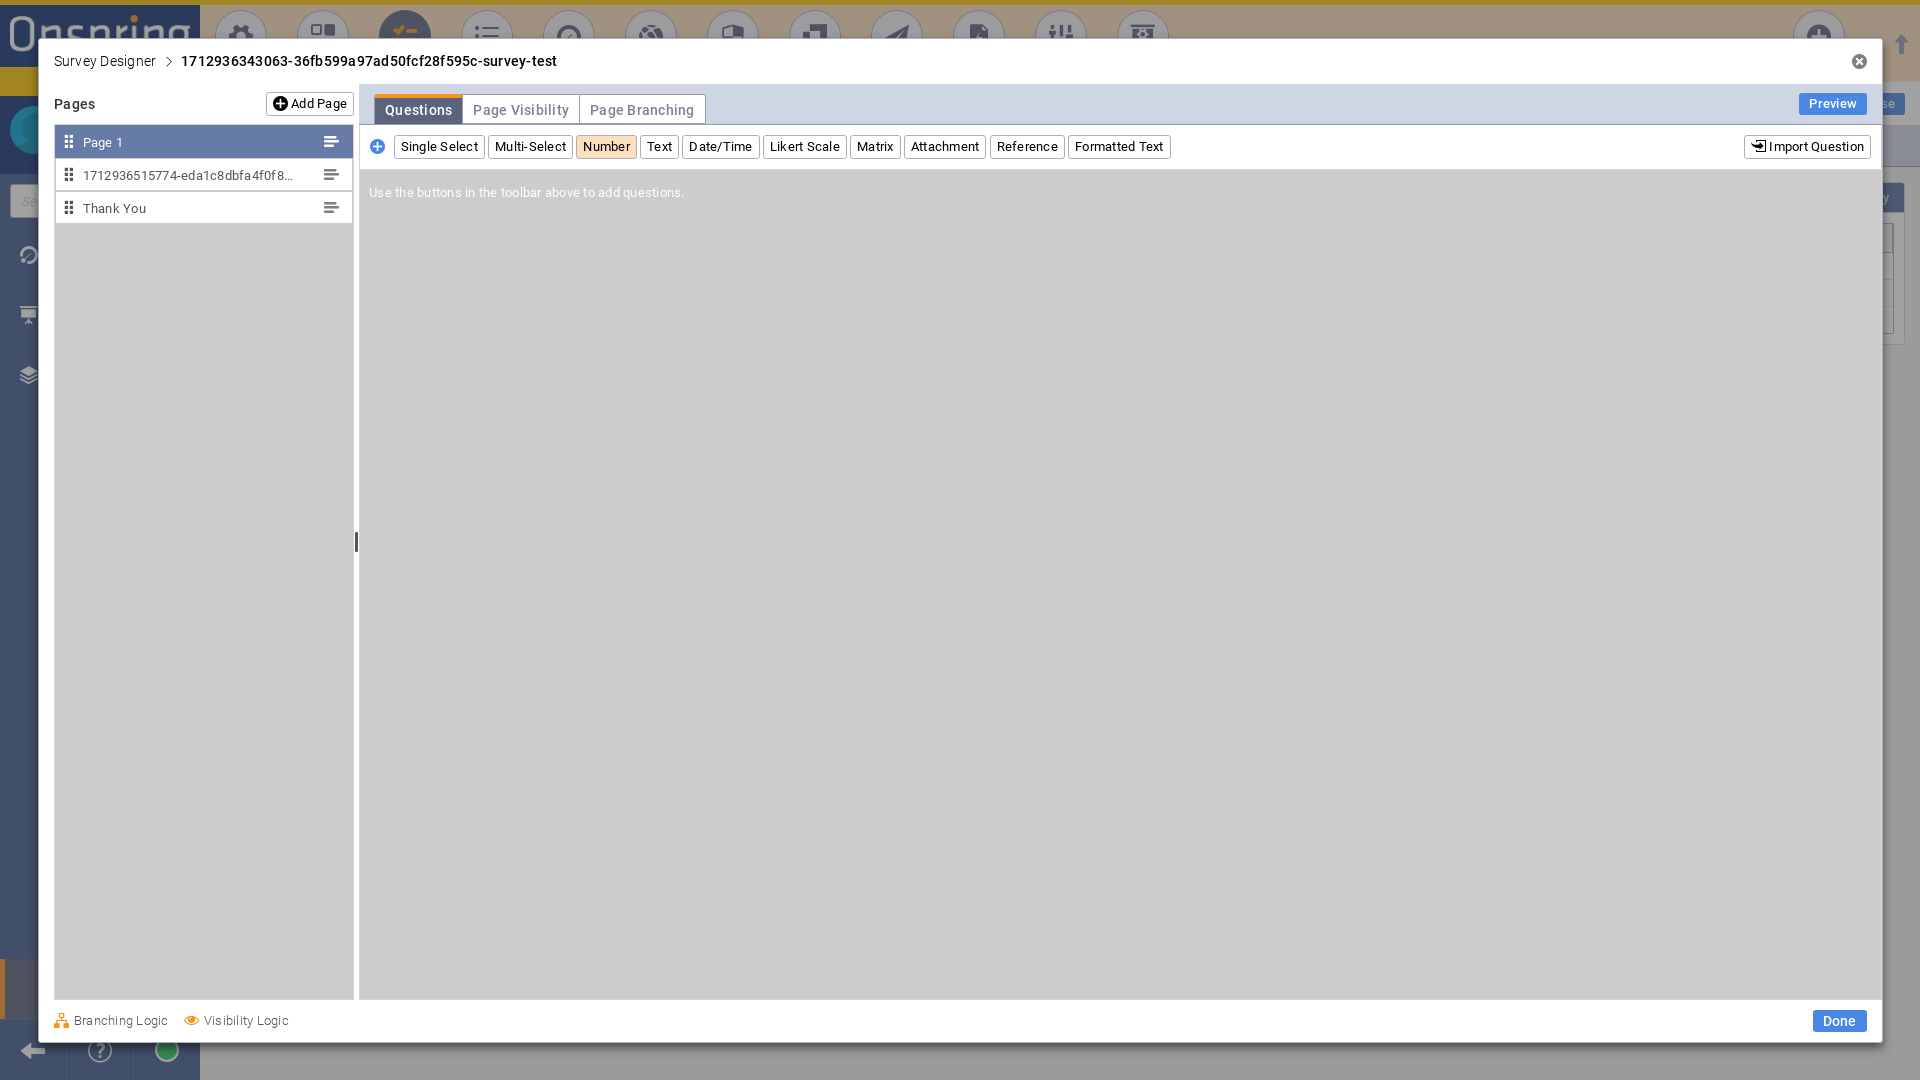 Onspring
Survey Designer > 1712936343063-36fb599a97ad50fcf28f595c-survey-test
Pages
Add Page
Page 1
1712936515774-eda1c8dbfa4f0f8...
Thank You
Questions
Page Visibility
Page Branching
Preview
Single Select
Multi-Select
Number
Text
Date/Time
Likert Scale
Matrix
Attachment
Reference
Formatted Text
Import Question
Use the buttons in the toolbar above to add questions.
Branching Logic
Visibility Logic
Done